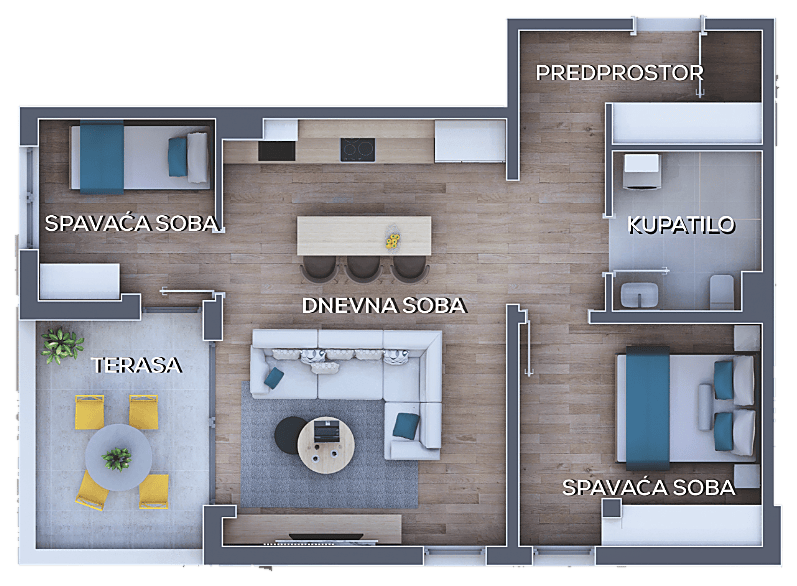 PREDPROSTOR
SPAVAĆA SOBA
KUPATILO
DNEVNA SOBA
TERASA
SPAVAĆA SOBA